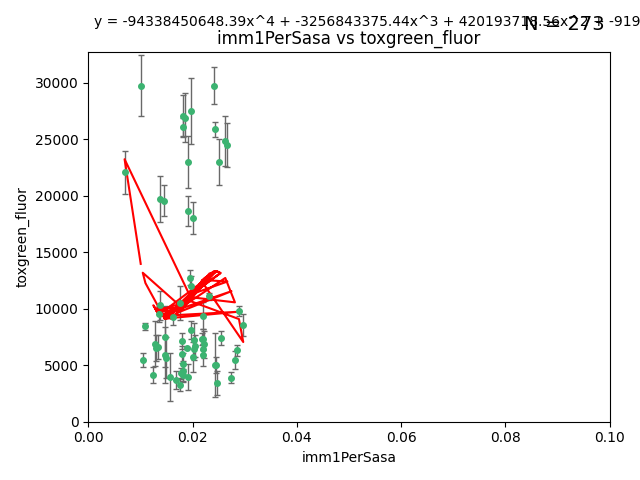 y = -94338450648.39x^4 + -3256843375.44x^3 + 420193713.56x^2 + -919
N = 273
imm1PerSasa vs toxgreen_fluor
30000
25000
20000
15000
10000
5000
0
toxgreen_fluor
0.00 0.02 0.04 0.06 0.08 0.10
imm1PerSasa